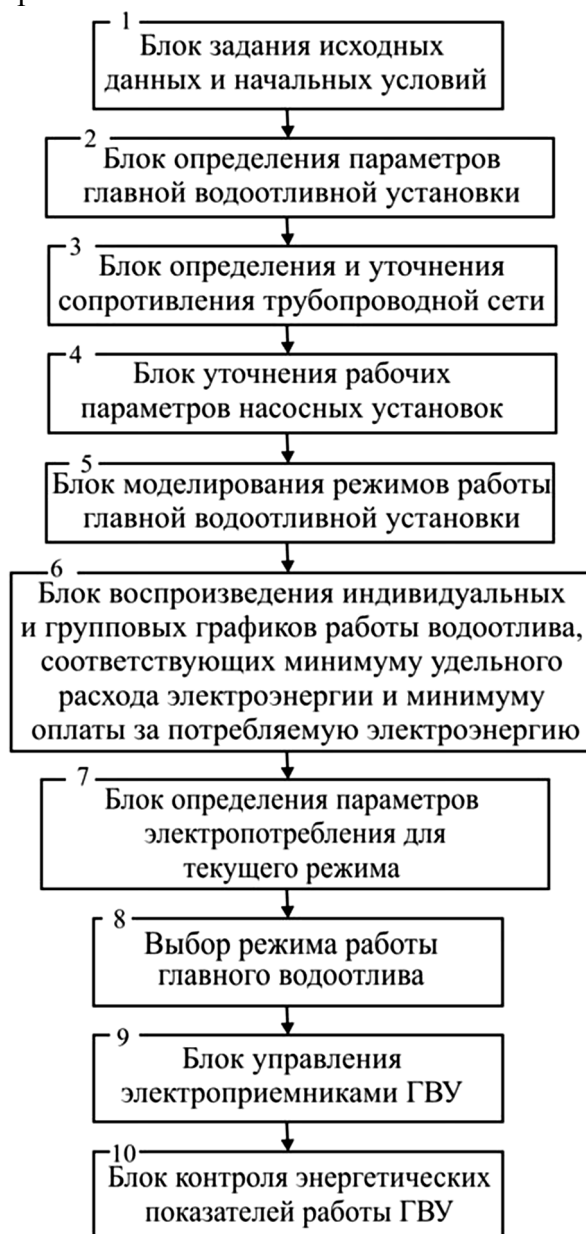 1
Блок задания исходных
данных и начальных условий
2
Блок определения параметров
главной водоотливной установки
3
Блок определения и уточнения
сопротивления трубопроводной сети
4
Блок уточнения рабочих
параметров насосных установок
5
Блок моделирования режимов работы
главной водоотливной установки
6
Блок воспроизведения индивидуальных
и групповых графиков работы водоотлива,
соответствующих минимуму удельного
расхода электроэнергии и минимуму
оплаты за потребляемую электроэнергию
7
Блок определения параметров
электропотребления для
текущего режима
8
Выбор режима работы
главного водоотлива
9
Блок управления
электроприемниками ГВУ
10
Блок контроля энергетических
показателей работы ГВУ